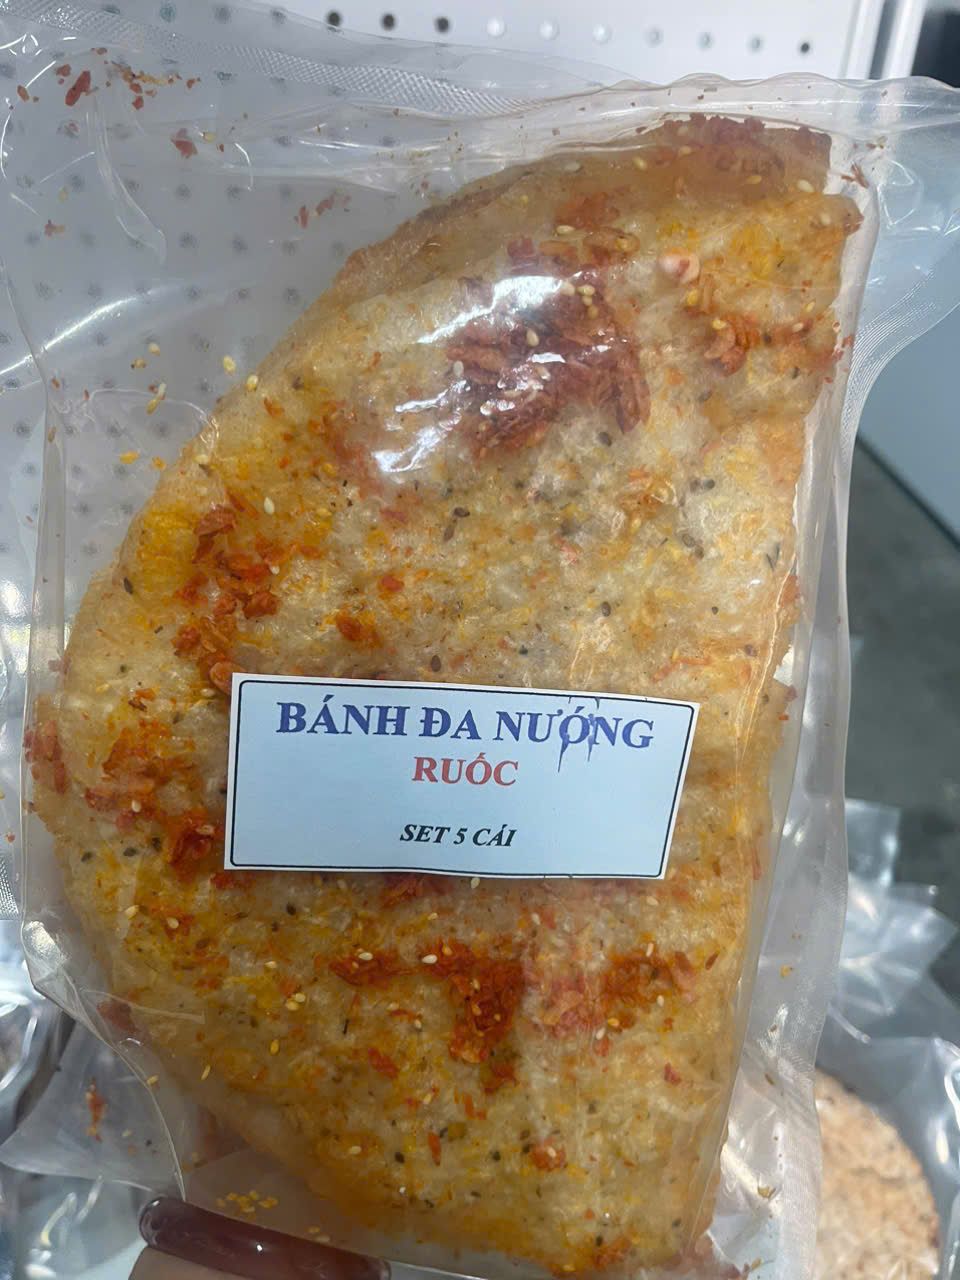 BÁNH ĐA NƯỚNG
RUỐC
SET 5 CÁI